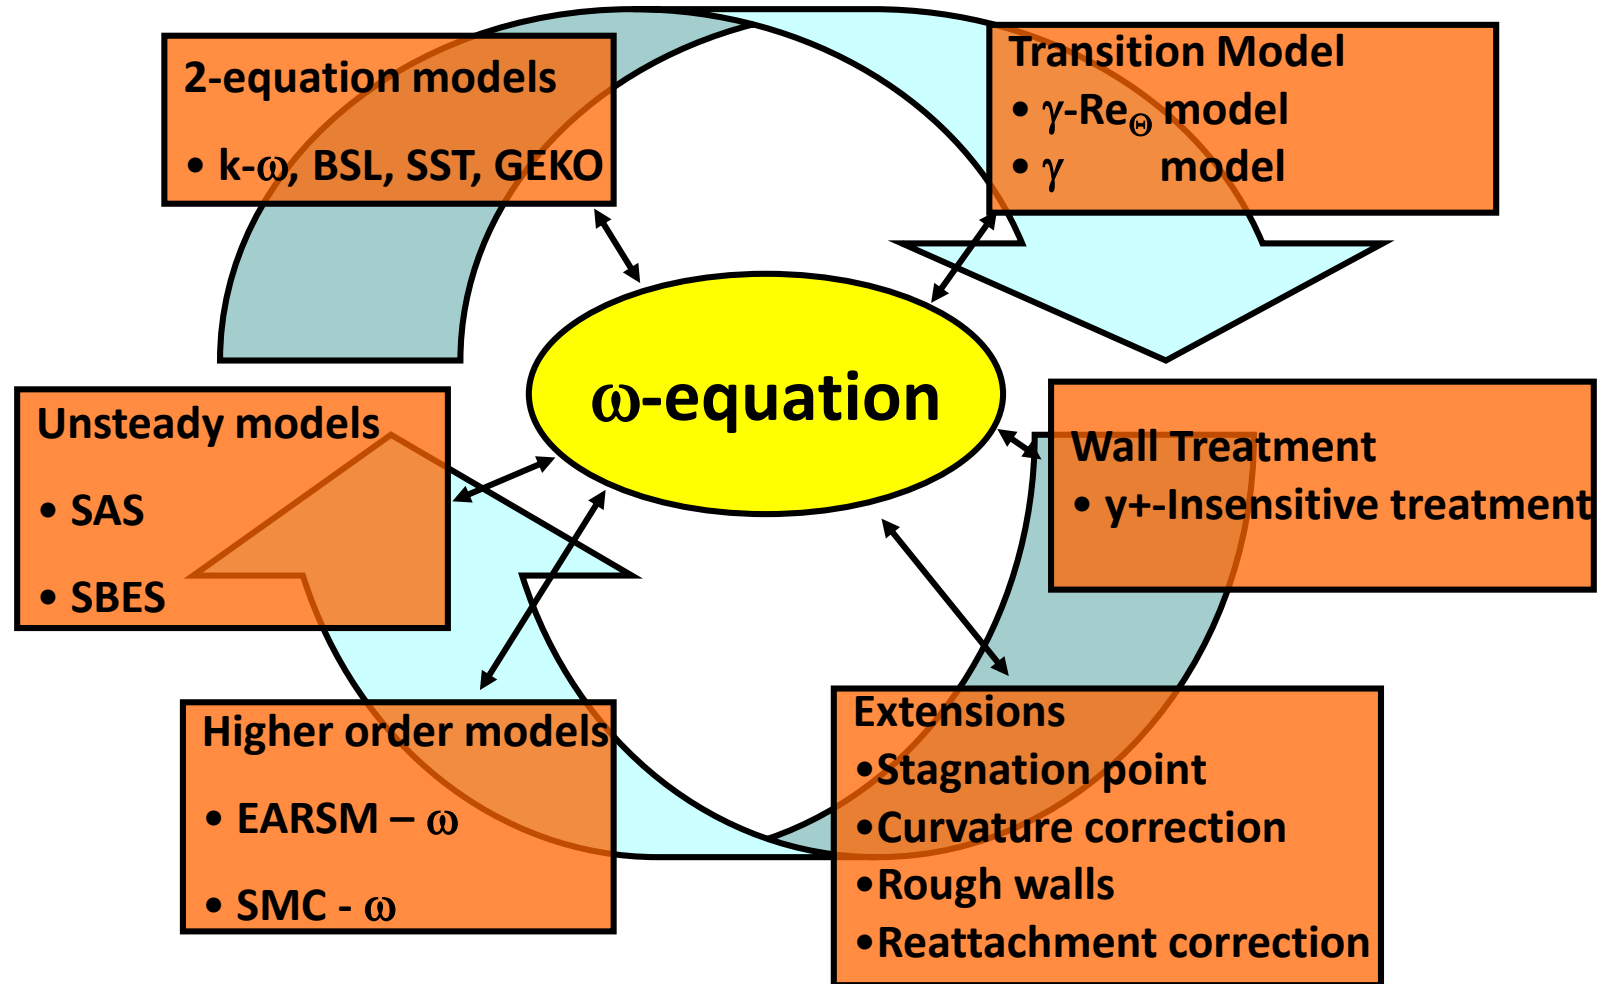 2-equation models
• k-ω, BSL, SST, GEKO
Transition Model
• γ-Re_Θ model
• γ model
ω-equation
Unsteady models
• SAS
• SBES
Wall Treatment
• y+-Insensitive treatment
Higher order models
• EARSM – ω
• SMC - ω
Extensions
•Stagnation point
•Curvature correction
•Rough walls
•Reattachment correction